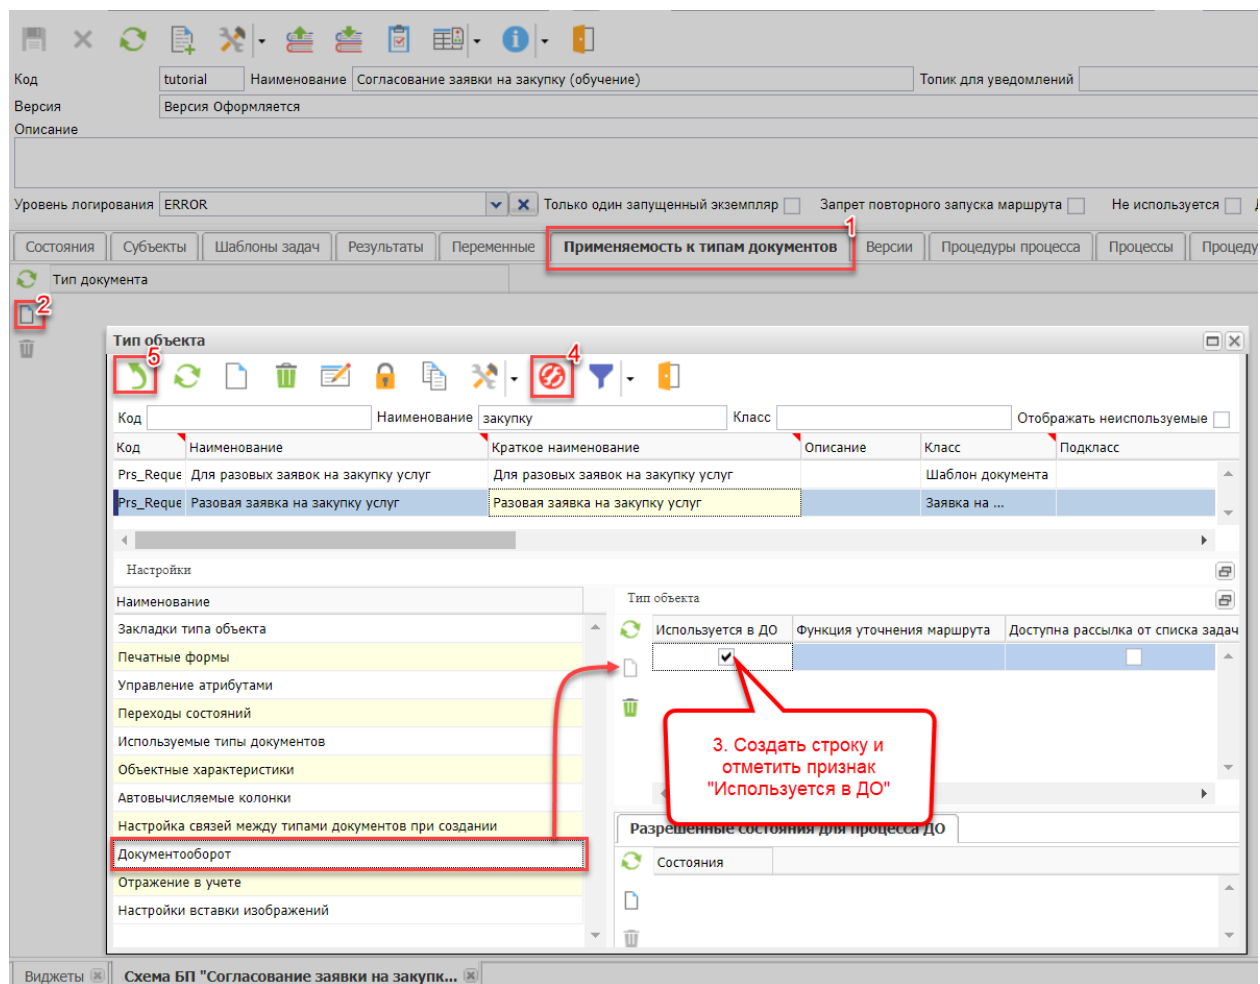 Код tutorial Наименование Согласование заявки на закупку (обучение) Топик для уведомлений
Версия Версия Оформляется
Описание
Уровень логирования ERROR Только один запущенный экземпляр Запрет повторного запуска маршрута Не используется
1
Состояния Субъекты Шаблоны задач Результаты Переменные Применяемость к типам документов Версии Процедуры процесса Процессы Процеду
Тип документа
2
Тип объекта
5 4
Код Наименование закупку Класс Отображать неиспользуемые
Код Наименование Краткое наименование Описание Класс Подкласс
Prs_Reque Для разовых заявок на закупку услуг Для разовых заявок на закупку услуг Шаблон документа
Prs_Reque Разовая заявка на закупку услуг Разовая заявка на закупку услуг Заявка на ...
Настройки
Наименование Тип объекта
Закладки типа объекта Используется в ДО Функция уточнения маршрута Доступна рассылка от списка задач
Печатные формы
Управление атрибутами
Переходы состояний
Используемые типы документов
Объектные характеристики
Автовычисляемые колонки
Настройка связей между типами документов при создании
Документооборот
Отражение в учете
Настройки вставки изображений
3. Создать строку и
отметить признак
"Используется в ДО"
Разрешенные состояния для процесса ДО
Состояния
Виджеты Схема БП "Согласование заявки на закупк...